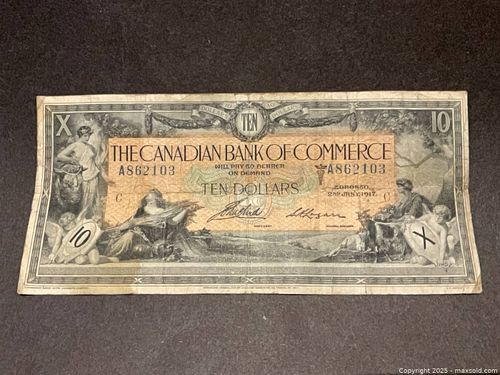 X
TEN
10
THE CANADIAN BANK OF COMMERCE
A862103
WILL PAY TO BEARER
ON DEMAND
A862103
C
TEN DOLLARS
TORONTO,
2ND JANY. 1917.
C
10
X
Copyright 2025 - maxsold.com